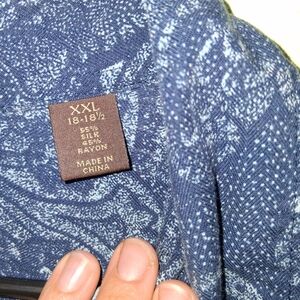 XXL
18-18½
55%
SILK
45%
RAYON
MADE IN
CHINA